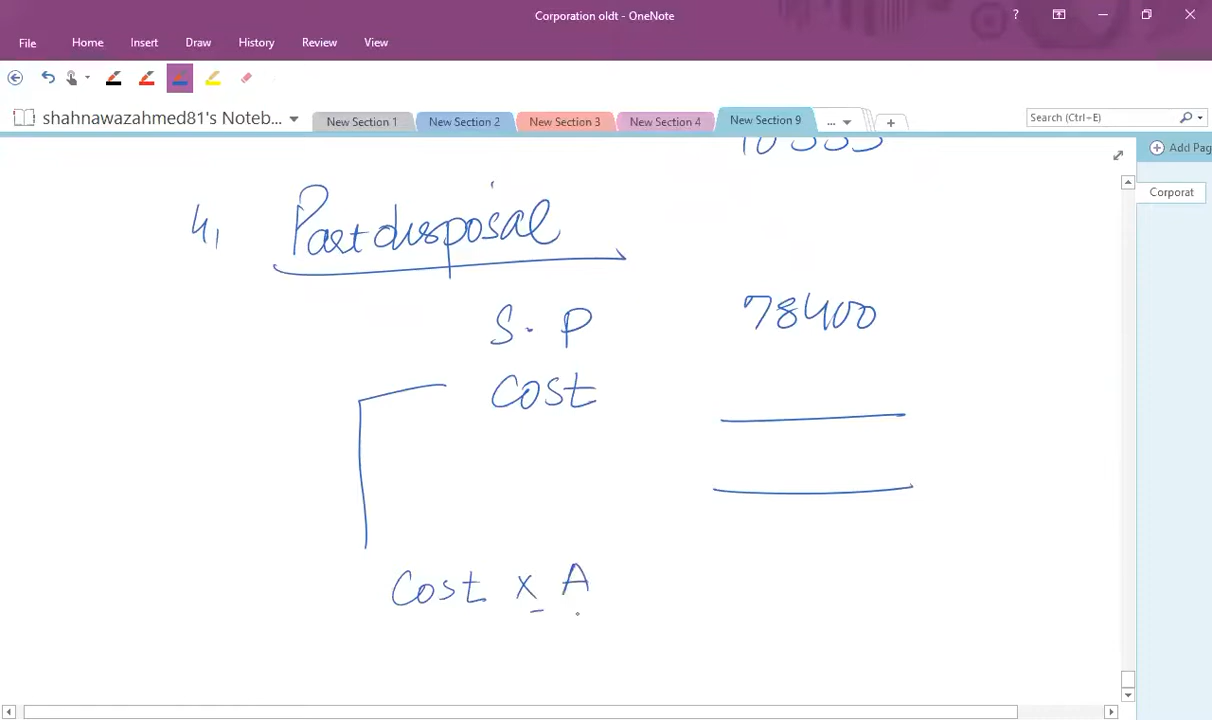 Corporation oldt - OneNote
?
File Home Insert Draw History Review View
shahnawazahmed81's Noteb...
New Section 1 New Section 2 New Section 3 New Section 4 New Section 9 ... +
Search (Ctrl+E)
Add Pag
Corporat
4, Part disposal
S.P 78400
Cost
Cost x A